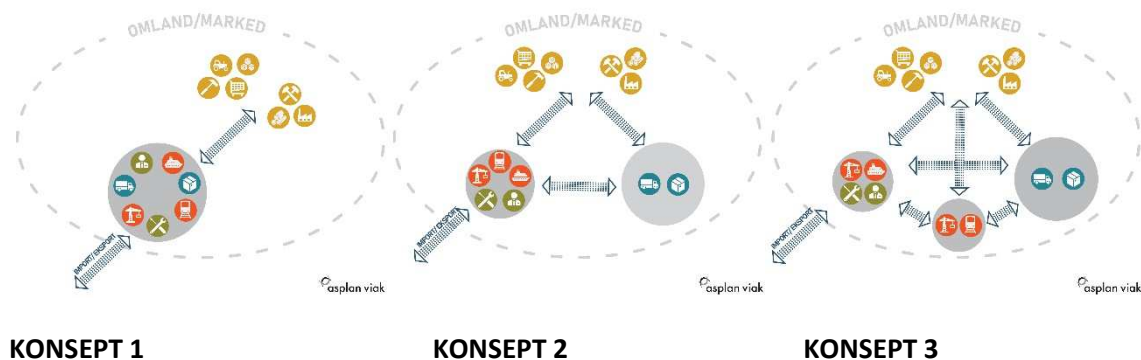 OMLAND/MARKED
OMLAND/MARKED
OMLAND/MARKED
IMPORT/EKSPORT
IMPORT/EKSPORT
IMPORT/EKSPORT
asplan viak
asplan viak
asplan viak
KONSEPT 1
KONSEPT 2
KONSEPT 3